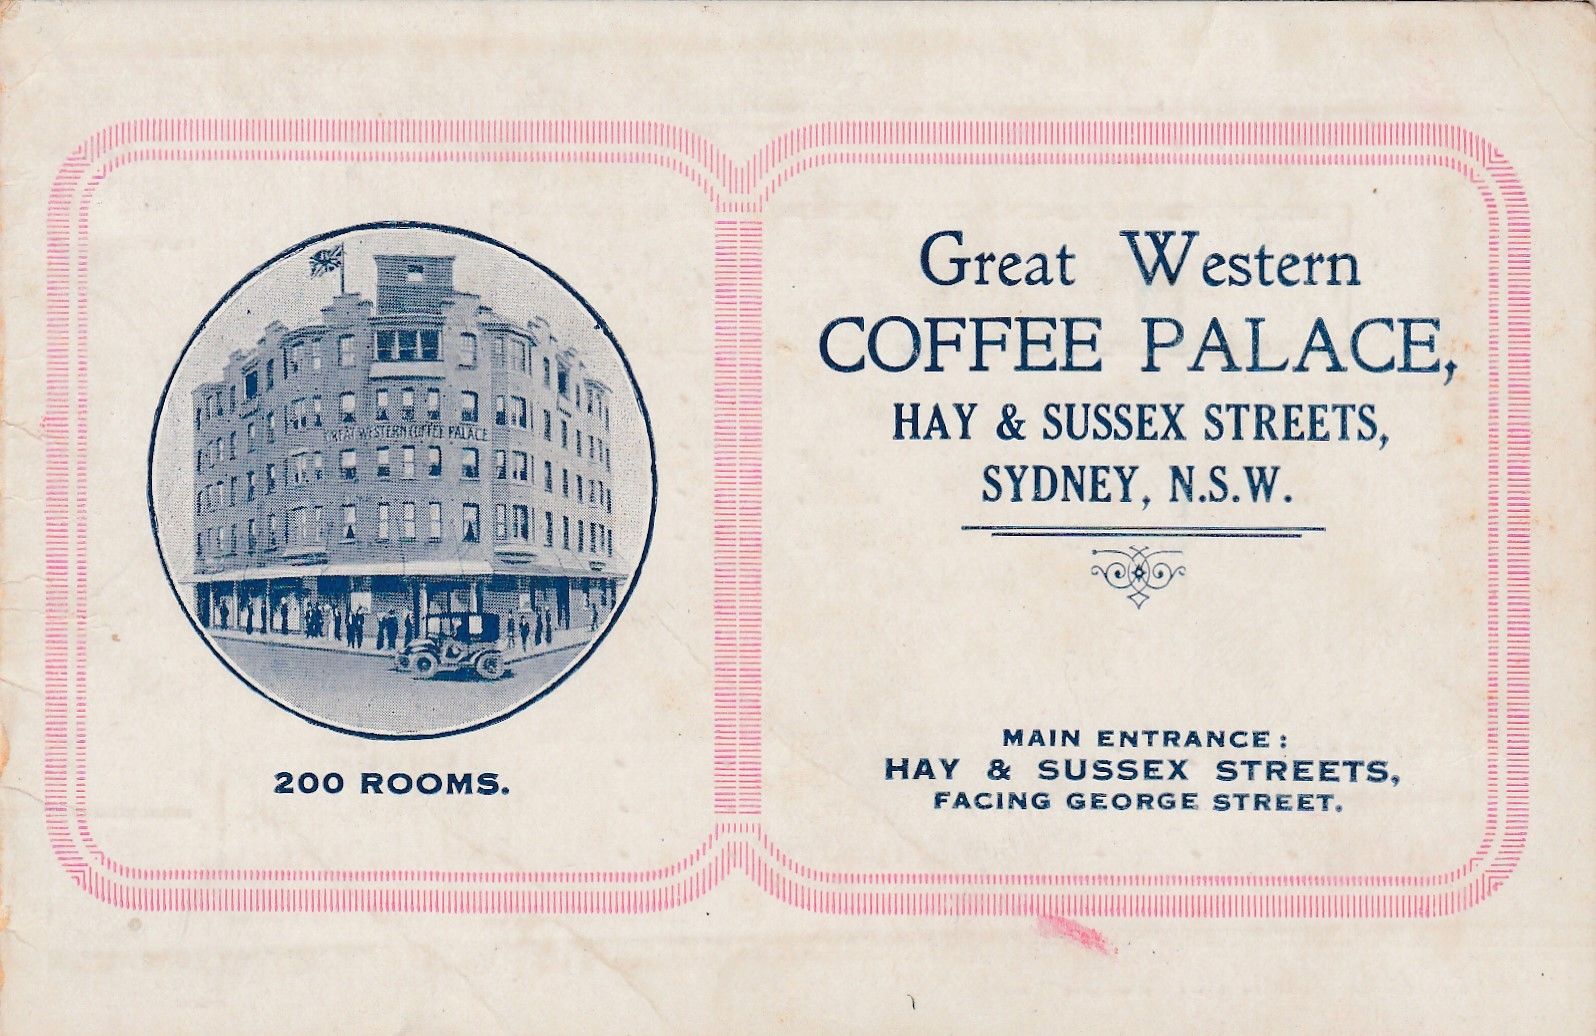 GREAT WESTERN COFFEE PALACE
200 ROOMS.
Great Western
COFFEE PALACE,
HAY & SUSSEX STREETS,
SYDNEY, N.S.W.
MAIN ENTRANCE:
HAY & SUSSEX STREETS,
FACING GEORGE STREET.